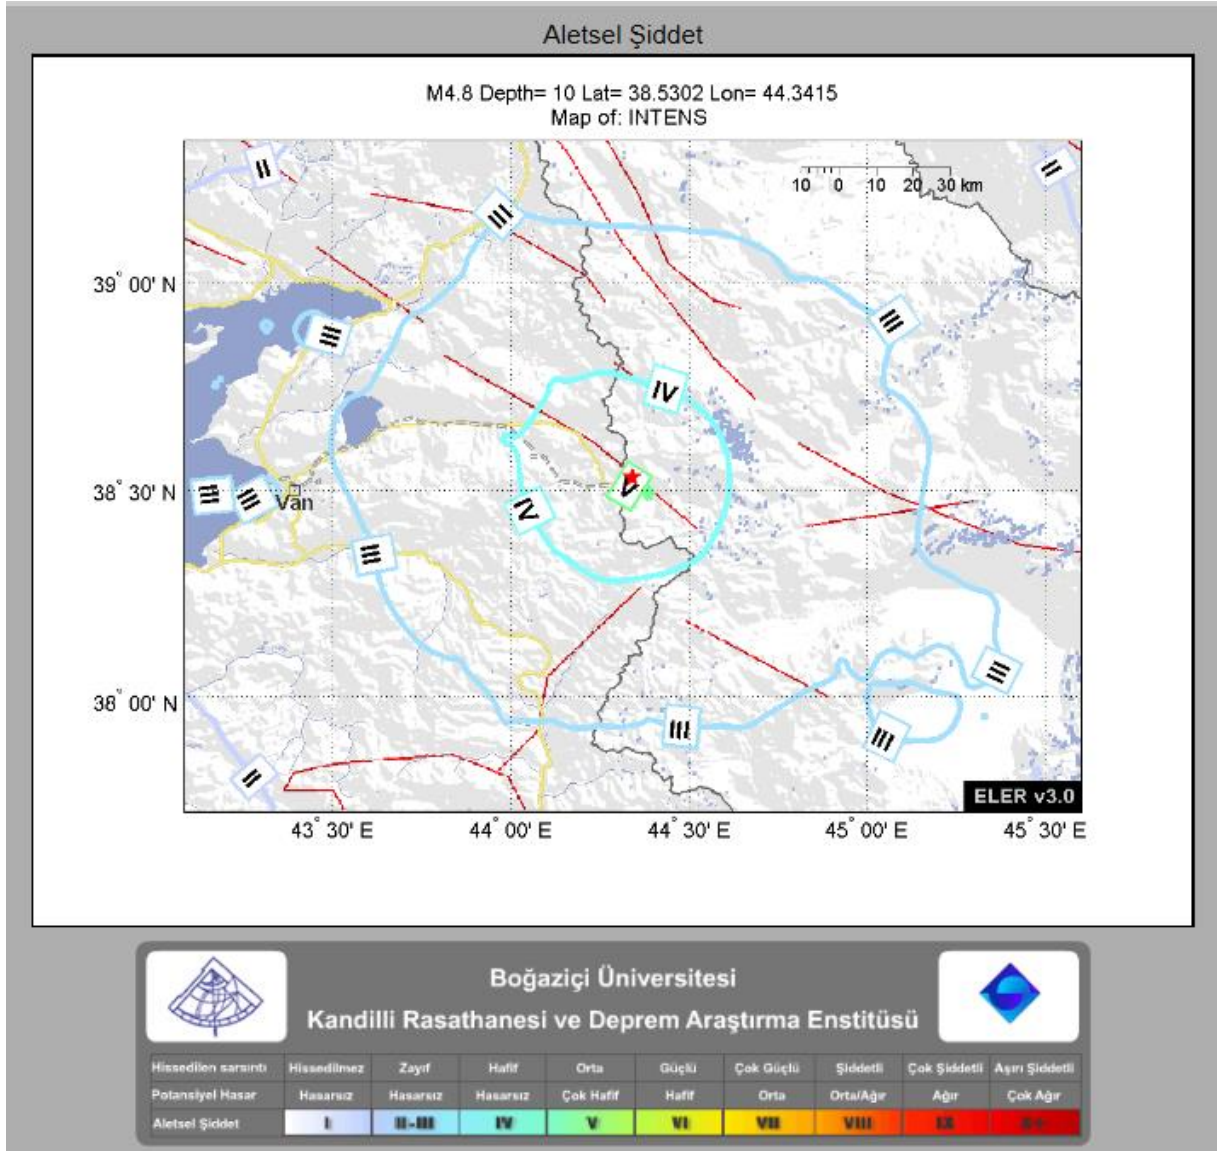 Aletsel Şiddet
M4.8 Depth= 10 Lat= 38.5302 Lon= 44.3415
Map of: INTENS
II
II
10 0 10 20 30 km
III
39° 00' N
III
III
IV
38° 30' N
III
III
Van
IV
V
III
III
38° 00' N
III
III
II
ELER v3.0
43° 30' E
44° 00' E
44° 30' E
45° 00' E
45° 30' E
Boğaziçi Üniversitesi
Kandilli Rasathanesi ve Deprem Araştırma Enstitüsü
Hissedilen sarsıntı Hissedilmez Zayıf Hafif Orta Güçlü Çok Güçlü Şiddetli Çok Şiddetli Aşırı Şiddetli
Potansiyel Hasar Hasarsız Hasarsız Hasarsız Çok Hafif Hafif Orta Orta/Ağır Ağır Çok Ağır
Aletsel Şiddet I II-III IV V VI VII VIII IX X+